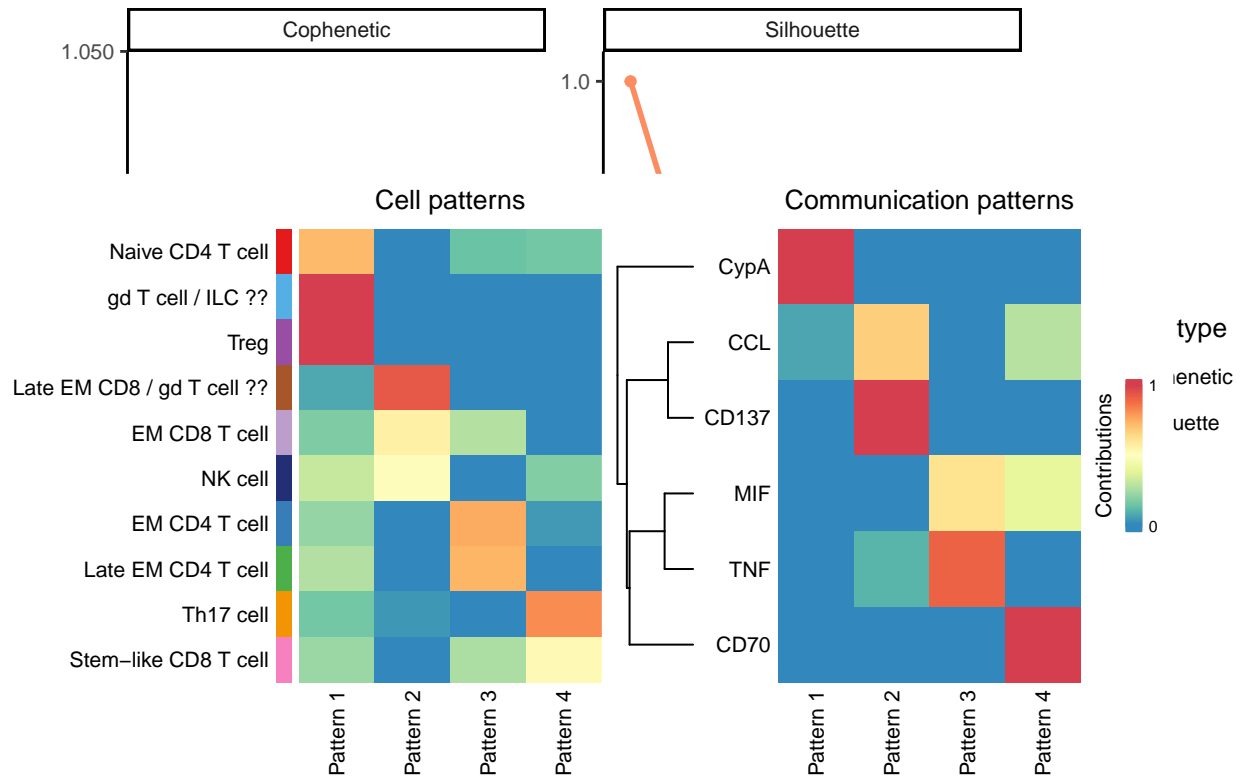 Cophenetic
Silhouette
1.050
1.0
Cell patterns
Communication patterns
Naive CD4 T cell
gd T cell / ILC ??
Treg
Late EM CD8 / gd T cell ??
EM CD8 T cell
NK cell
EM CD4 T cell
Late EM CD4 T cell
Th17 cell
Stem−like CD8 T cell
Pattern 1
Pattern 2
Pattern 3
Pattern 4
CypA
CCL
CD137
MIF
TNF
CD70
Pattern 1
Pattern 2
Pattern 3
Pattern 4
Contributions
1
0
type
enetic
uette